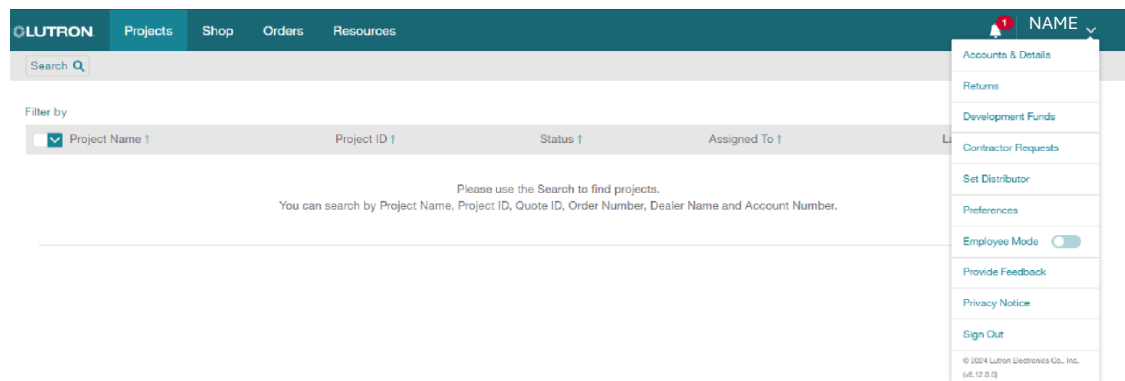 LUTRON Projects Shop Orders Resources 1 NAME
Search
Filter by
Project Name ↑ Project ID ↑ Status ↑ Assigned To ↑
Please use the Search to find projects.
You can search by Project Name, Project ID, Quote ID, Order Number, Dealer Name and Account Number.
Accounts & Details
Returns
Development Funds
Contractor Requests
Set Distributor
Preferences
Employee Mode
Provide Feedback
Privacy Notice
Sign Out
© 2024 Lutron Electronics Co., Inc.
(v6.12.0.0)